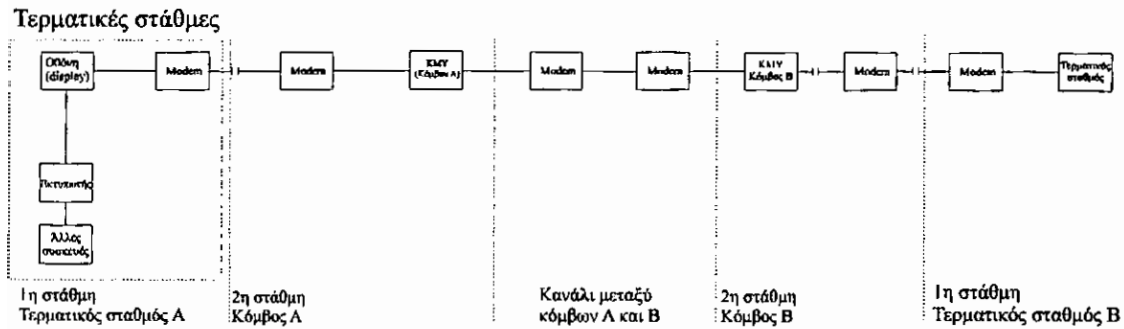 Τερματικές στάθμες
Οθόνη
(display)
Modem
Modem
ΚΜΥ
(Κόμβος Α)
Modem
Modem
ΚΜΥ
Κόμβος Β
Modem
Modem
Τερματικός
σταθμός
Εκτυπωτής
Άλλες
συσκευές
1η στάθμη
Τερματικός σταθμός Α
2η στάθμη
Κόμβος Α
Κανάλι μεταξύ
κόμβων Α και Β
2η στάθμη
Κόμβος Β
1η στάθμη
Τερματικός σταθμός Β